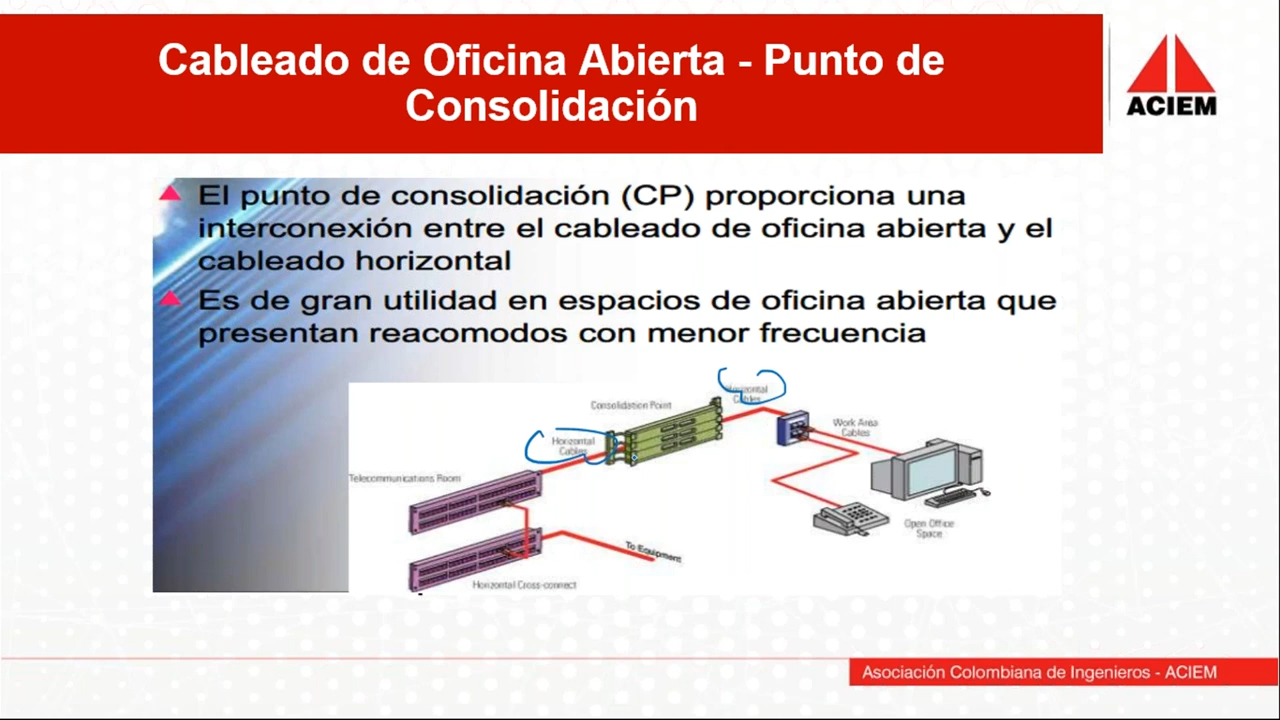 Cableado de Oficina Abierta - Punto de
Consolidación
ACIEM
El punto de consolidación (CP) proporciona una
interconexión entre el cableado de oficina abierta y el
cableado horizontal
Es de gran utilidad en espacios de oficina abierta que
presentan reacomodos con menor frecuencia
Horizontal
Cables
Consolidation Point
Work Area
Cables
Horizontal
Cables
Telecommunications Room
Open Office
Space
To Equipment
Horizontal Cross-connect
Asociación Colombiana de Ingenieros - ACIEM